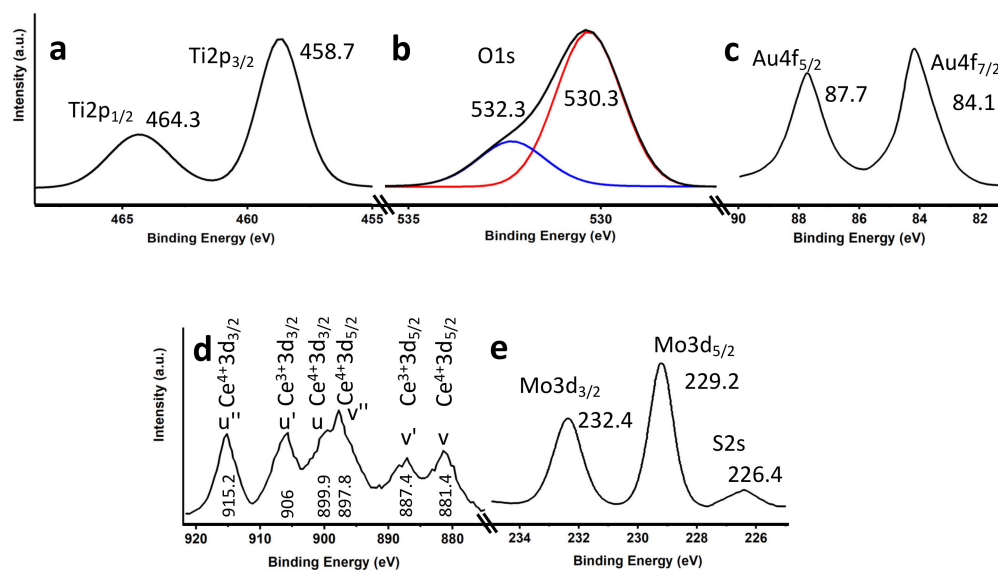 a
Intensity (a.u.)
Ti2p1/2 464.3
Ti2p3/2 458.7
465 460 455
Binding Energy (eV)
b
O1s
532.3
530.3
535 530
Binding Energy (eV)
c
Au4f5/2
87.7
Au4f7/2
84.1
90 88 86 84 82
Binding Energy (eV)
d
Intensity (a.u.)
Ce4+3d3/2
u''
915.2
Ce3+3d3/2
u'
906
Ce4+3d3/2
u
899.9
Ce4+3d5/2
v''
897.8
Ce3+3d5/2
v'
887.4
Ce4+3d5/2
v
881.4
920 910 900 890 880
Binding Energy (eV)
e
Mo3d3/2
232.4
Mo3d5/2
229.2
S2s
226.4
234 232 230 228 226
Binding Energy (eV)